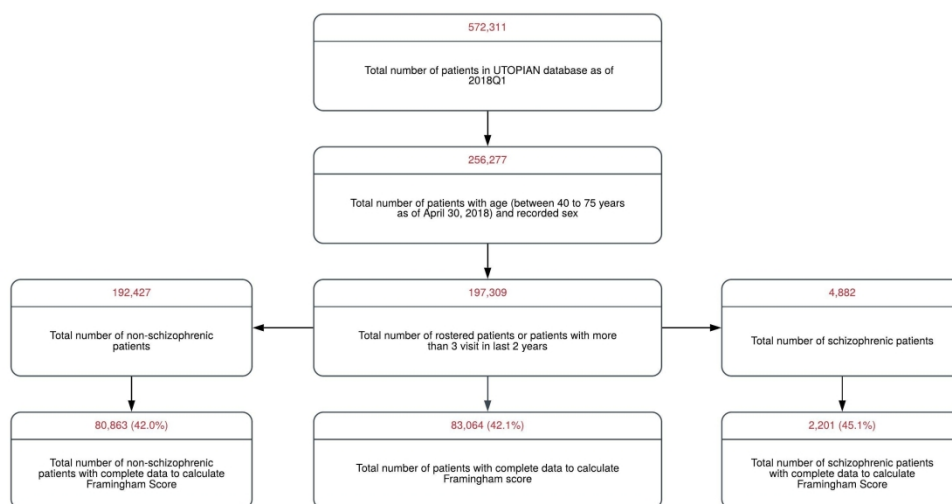 572,311
Total number of patients in UTOPIAN database as of
2018Q1
256,277
Total number of patients with age (between 40 to 75 years
as of April 30, 2018) and recorded sex
192,427
Total number of non-schizophrenic
patients
197,309
Total number of rostered patients or patients with more
than 3 visit in last 2 years
4,882
Total number of schizophrenic patients
80,863 (42.0%)
Total number of non-schizophrenic
patients with complete data to calculate
Framingham Score
83,064 (42.1%)
Total number of patients with complete data to calculate
Framingham score
2,201 (45.1%)
Total number of schizophrenic patients
with complete data to calculate
Framingham Score